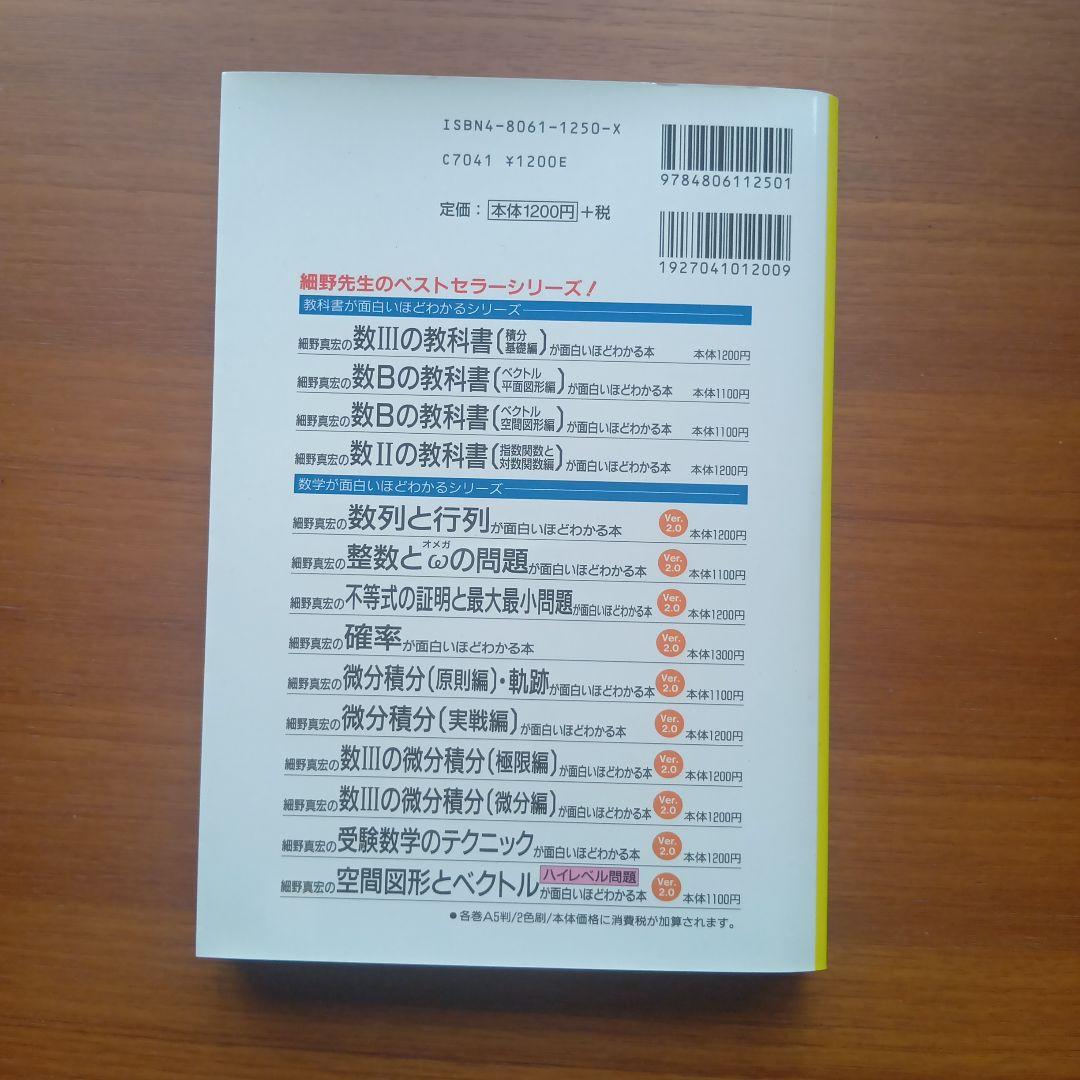 ISBN4-8061-1250-X
C7041 ¥1200E
9784806112501
定価：本体1200円＋税
1927041012009
細野先生のベストセラーシリーズ！
教科書が面白いほどわかるシリーズ
細野真宏の数Ⅲの教科書〔積分基礎編〕が面白いほどわかる本 本体1200円
細野真宏の数Bの教科書〔ベクトル平面図形編〕が面白いほどわかる本 本体1100円
細野真宏の数Bの教科書〔ベクトル空間図形編〕が面白いほどわかる本 本体1100円
細野真宏の数Ⅱの教科書〔指数関数と対数関数編〕が面白いほどわかる本 本体1200円
数学が面白いほどわかるシリーズ
細野真宏の数列と行列が面白いほどわかる本 Ver. 2.0 本体1200円
オメガ
細野真宏の整数とωの問題が面白いほどわかる本 Ver. 2.0 本体1100円
細野真宏の不等式の証明と最大最小問題が面白いほどわかる本 Ver. 2.0 本体1200円
細野真宏の確率が面白いほどわかる本 Ver. 2.0 本体1300円
細野真宏の微分積分〔原則編〕・軌跡が面白いほどわかる本 Ver. 2.0 本体1100円
細野真宏の微分積分〔実戦編〕が面白いほどわかる本 Ver. 2.0 本体1200円
細野真宏の数Ⅲの微分積分〔極限編〕が面白いほどわかる本 Ver. 2.0 本体1200円
細野真宏の数Ⅲの微分積分〔微分編〕が面白いほどわかる本 Ver. 2.0 本体1200円
細野真宏の受験数学のテクニックが面白いほどわかる本 Ver. 2.0 本体1200円
細野真宏の空間図形とベクトル ハイレベル問題 が面白いほどわかる本 Ver. 2.0 本体1100円
●各巻A5判/2色刷/本体価格に消費税が加算されます。